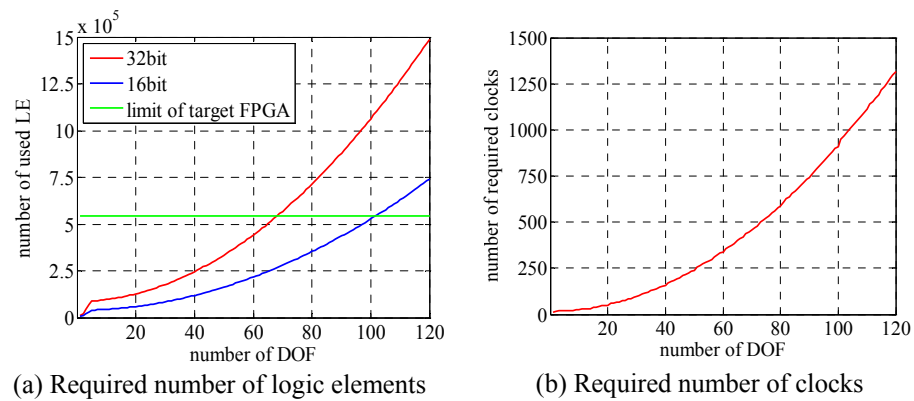 x 10^5
15
12.5
10
7.5
5
2.5
0
0 20 40 60 80 100 120
number of used LE
number of DOF
32bit
16bit
limit of target FPGA
(a) Required number of logic elements
1500
1250
1000
750
500
250
0
20 40 60 80 100 120
number of required clocks
number of DOF
(b) Required number of clocks